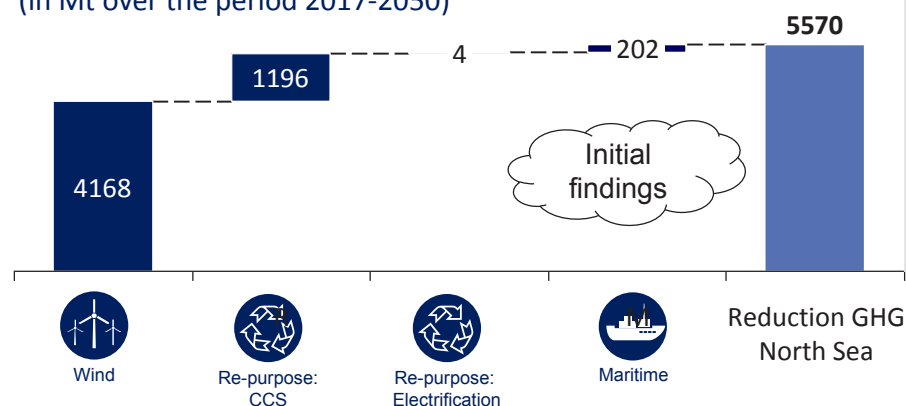 (in Mt over the period 2017-2050)
5570
4
202
1196
Initial
findings
4168
Wind
Re-purpose:
CCS
Re-purpose:
Electrification
Maritime
Reduction GHG
North Sea